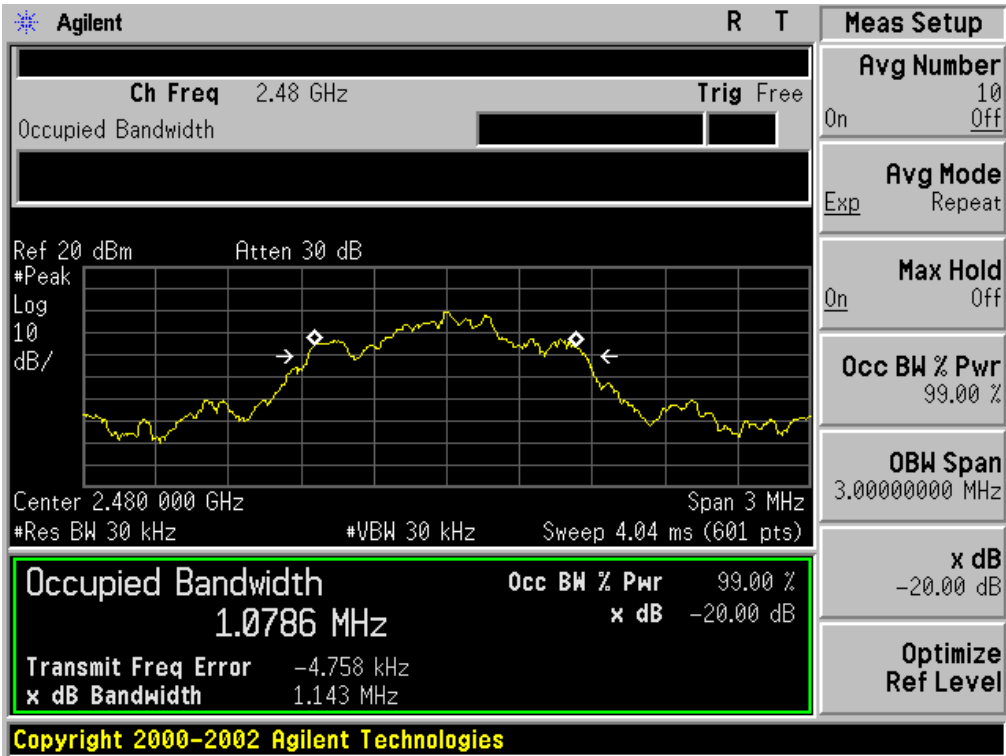 Agilent R T
Ch Freq 2.48 GHz Trig Free
Occupied Bandwidth
Ref 20 dBm Atten 30 dB
#Peak
Log
10
dB/
Center 2.480 000 GHz Span 3 MHz
#Res BW 30 kHz #VBW 30 kHz Sweep 4.04 ms (601 pts)
Occupied Bandwidth Occ BW % Pwr 99.00 %
1.0786 MHz x dB -20.00 dB
Transmit Freq Error -4.758 kHz
x dB Bandwidth 1.143 MHz
Copyright 2000-2002 Agilent Technologies
Meas Setup
Avg Number
10
On Off
Avg Mode
Exp Repeat
Max Hold
On Off
Occ BW % Pwr
99.00 %
OBW Span
3.00000000 MHz
x dB
-20.00 dB
Optimize
Ref Level